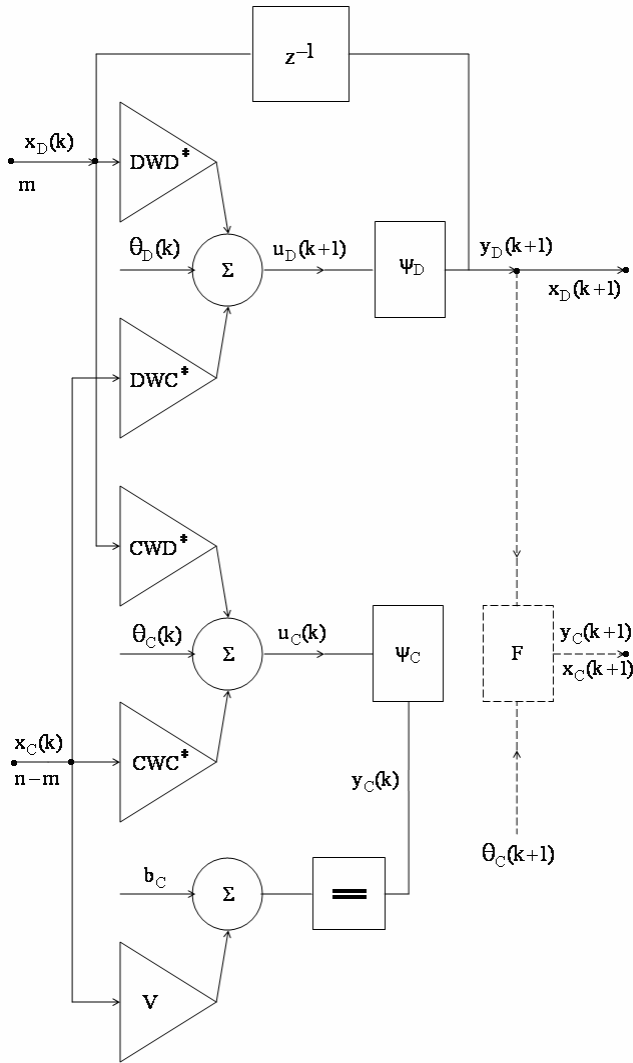 z⁻¹
x_D(k)
m
DWD*
θ_D(k)
Σ
u_D(k+1)
ψ_D
y_D(k+1)
x_D(k+1)
DWC*
CWD*
θ_C(k)
Σ
u_C(k)
ψ_C
F
y_C(k+1)
x_C(k+1)
x_C(k)
n−m
CWC*
y_C(k)
θ_C(k+1)
b_C
Σ
=
V